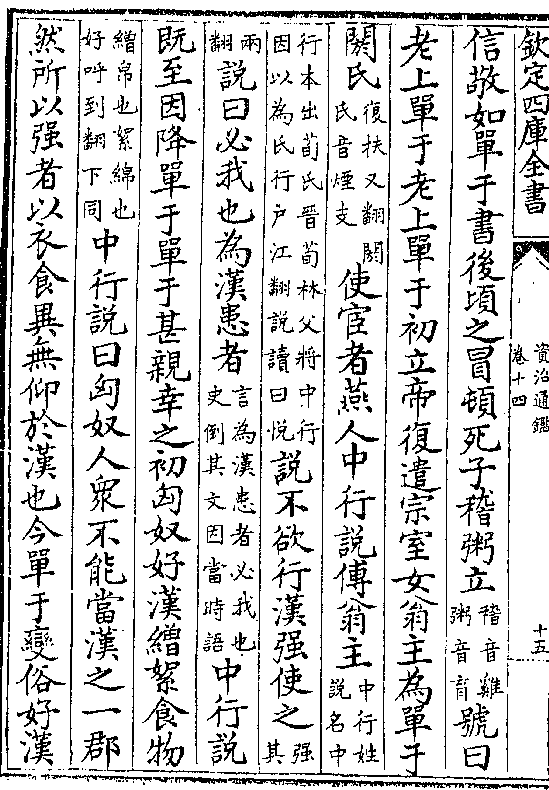 欽定四庫全書
資治通鑑
卷十四
十五
信敬如單于書後頃之冒頓死子稽粥立稽音雞粥音育號曰
老上單于老上單于初立帝復遣宗室女翁主為單于
閼氏復扶又翻閼氏音煙支使宦者燕人中行說傅翁主中行姓說名中
行本出荀氏晉荀林父將中行因以為氏行户江翻說讀曰悦說不欲行漢强使之强其
兩翻說曰必我也為漢患者言為漢患者必我也史倒其文因當時語中行說
既至因降單于單于甚親幸之初匈奴好漢繒絮食物
繒帛也絮綿也好呼到翻下同中行說曰匈奴人衆不能當漢之一郡
然所以强者以衣食異無仰於漢也今單于變俗好漢